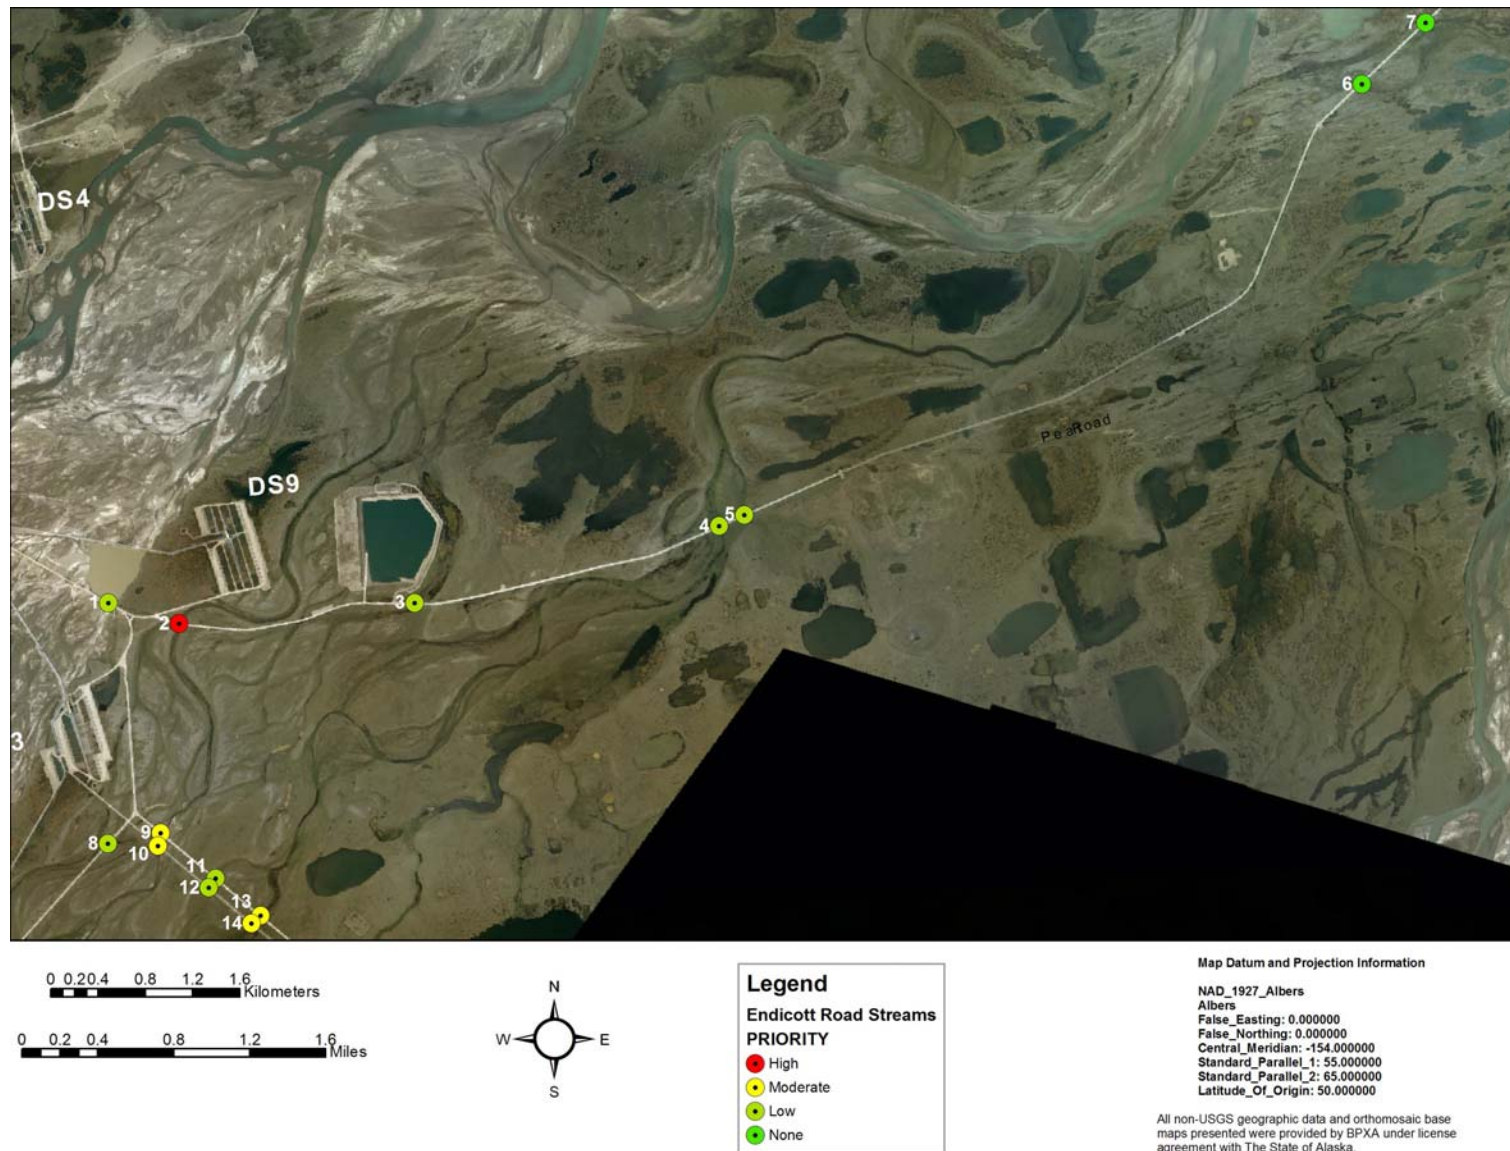 7
6
DS4
Pea Road
DS9
5
4
1
3
2
3
9
8
10
11
12
13
14
0 0.20.4 0.8 1.2 1.6
Kilometers
0 0.2 0.4 0.8 1.2 1.6
Miles
N
W E
S
Legend
Endicott Road Streams
PRIORITY
High
Moderate
Low
None
Map Datum and Projection Information
NAD_1927_Albers
Albers
False_Easting: 0.000000
False_Northing: 0.000000
Central_Meridian: -154.000000
Standard_Parallel_1: 55.000000
Standard_Parallel_2: 65.000000
Latitude_Of_Origin: 50.000000
All non-USGS geographic data and orthomosaic base
maps presented were provided by BPXA under license
agreement with The State of Alaska.